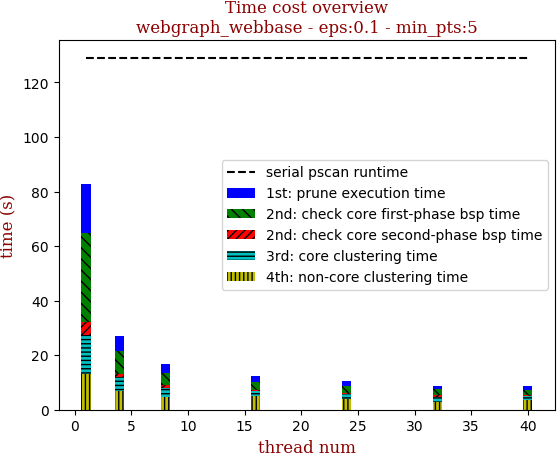 Time cost overview
webgraph_webbase - eps:0.1 - min_pts:5
time (s)
120
100
80
60
40
20
0
serial pscan runtime
1st: prune execution time
2nd: check core first-phase bsp time
2nd: check core second-phase bsp time
3rd: core clustering time
4th: non-core clustering time
0 5 10 15 20 25 30 35 40
thread num